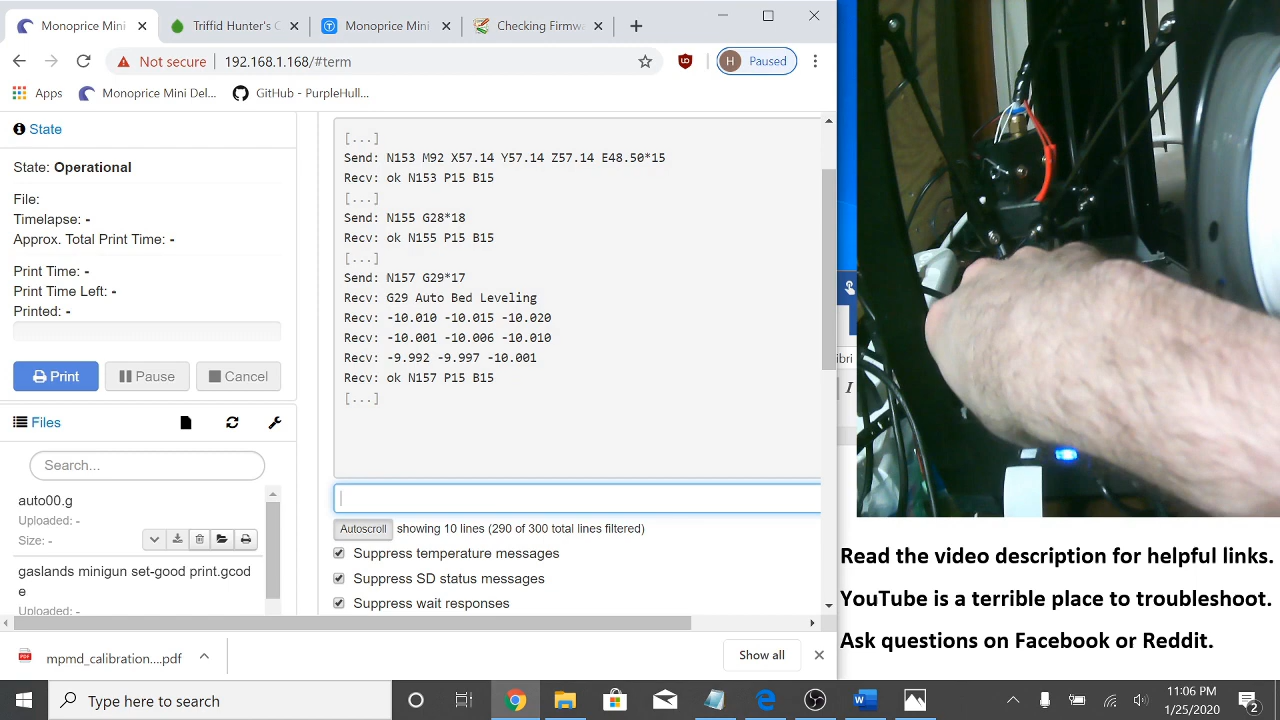 Monoprice Mini
Triffid Hunter's C
Monoprice Mini
Checking Firmw
Not secure
192.168.1.168/#term
H
Paused
Apps
Monoprice Mini Del...
GitHub - PurpleHull...
State
State: Operational
File:
Timelapse: -
Approx. Total Print Time: -
Print Time: -
Print Time Left: -
Printed: -
Print
Pause
Cancel
Files
Search...
auto00.g
Uploaded: -
Size: -
gaslands minigun set-good print.gcod
e
Uploaded: -
[...]
Send: N153 M92 X57.14 Y57.14 Z57.14 E48.50*15
Recv: ok N153 P15 B15
[...]
Send: N155 G28*18
Recv: ok N155 P15 B15
[...]
Send: N157 G29*17
Recv: G29 Auto Bed Leveling
Recv: -10.010 -10.015 -10.020
Recv: -10.001 -10.006 -10.010
Recv: -9.992 -9.997 -10.001
Recv: ok N157 P15 B15
[...]
Autoscroll
showing 10 lines (290 of 300 total lines filtered)
Suppress temperature messages
Suppress SD status messages
Suppress wait responses
ibri
I
Read the video description for helpful links.
YouTube is a terrible place to troubleshoot.
Ask questions on Facebook or Reddit.
mpmd_calibration....pdf
Show all
Type here to search
11:06 PM
1/25/2020
2